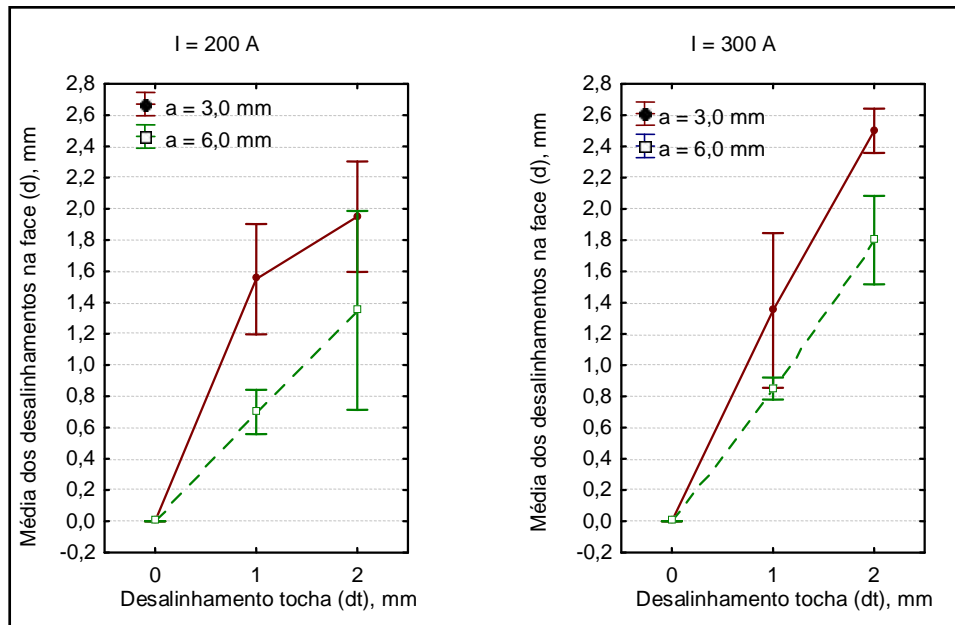 I = 200 A
a = 3,0 mm
a = 6,0 mm
Média dos desalinhamentos na face (d), mm
2,8
2,6
2,4
2,2
2,0
1,8
1,6
1,4
1,2
1,0
0,8
0,6
0,4
0,2
0,0
-0,2
0 1 2
Desalinhamento tocha (dt), mm
I = 300 A
a = 3,0 mm
a = 6,0 mm
Média dos desalinhamentos na face (d), mm
2,8
2,6
2,4
2,2
2,0
1,8
1,6
1,4
1,2
1,0
0,8
0,6
0,4
0,2
0,0
-0,2
0 1 2
Desalinhamento tocha (dt), mm